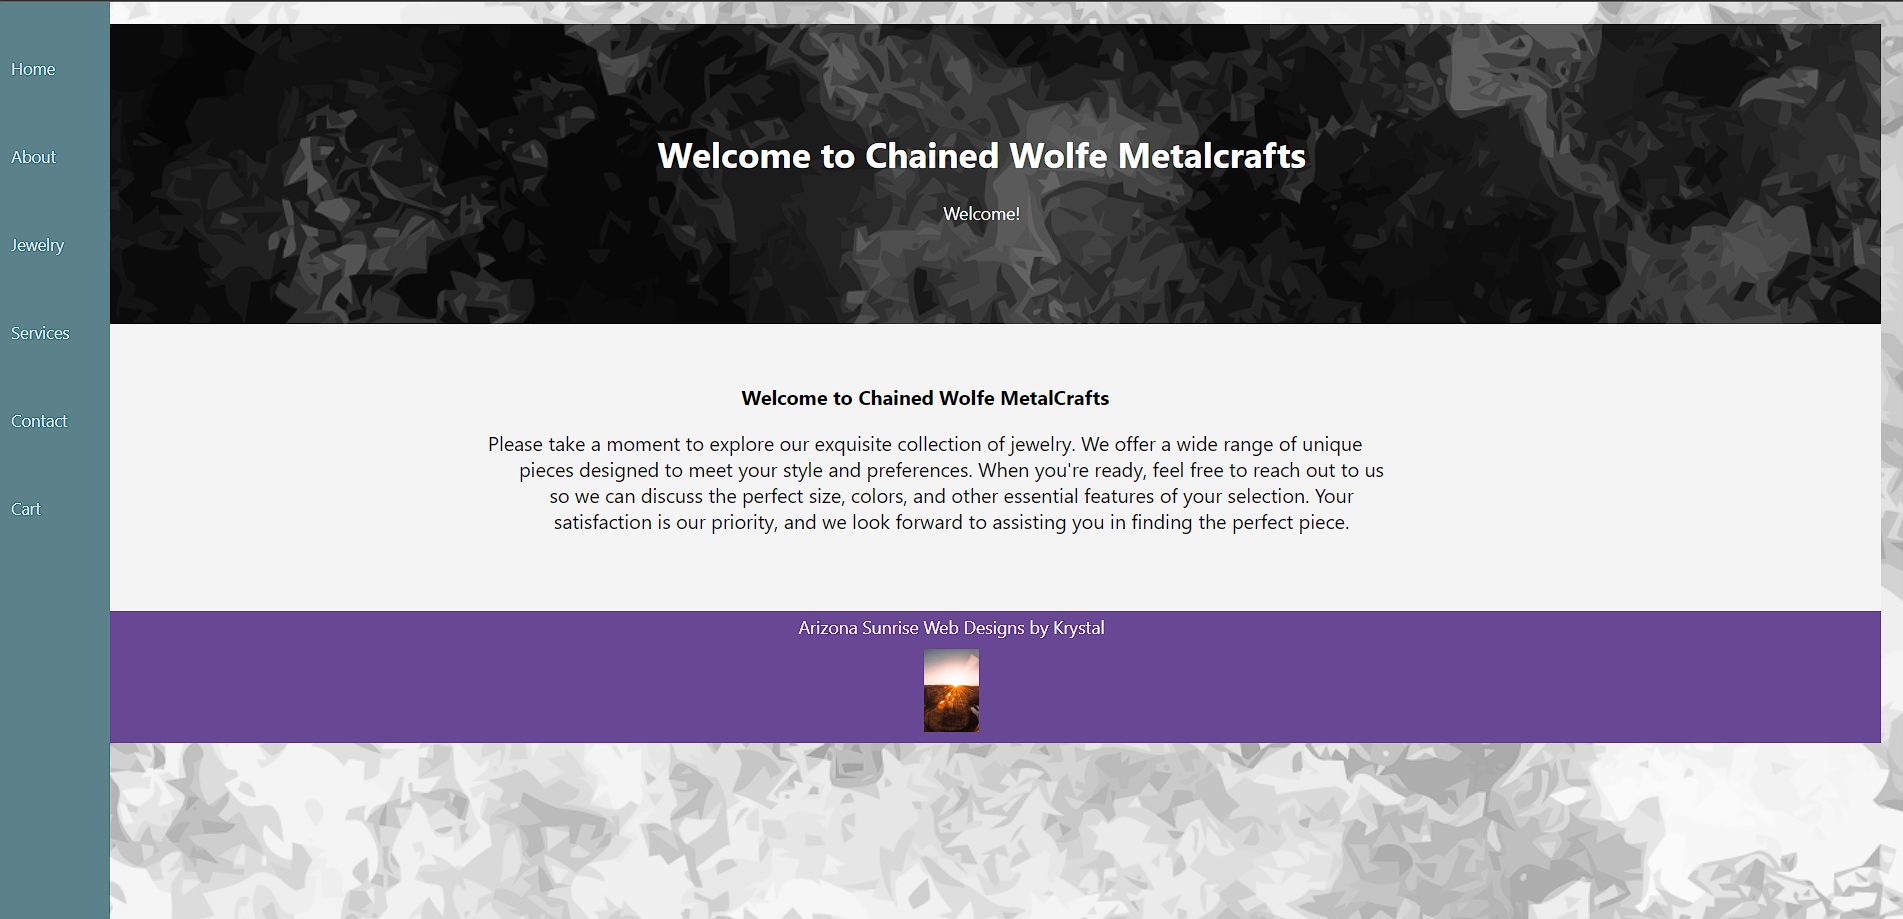 Home
About
Jewelry
Services
Contact
Cart
Welcome to Chained Wolfe Metalcrafts
Welcome!
Welcome to Chained Wolfe MetalCrafts
Please take a moment to explore our exquisite collection of jewelry. We offer a wide range of unique
pieces designed to meet your style and preferences. When you're ready, feel free to reach out to us
so we can discuss the perfect size, colors, and other essential features of your selection. Your
satisfaction is our priority, and we look forward to assisting you in finding the perfect piece.
Arizona Sunrise Web Designs by Krystal